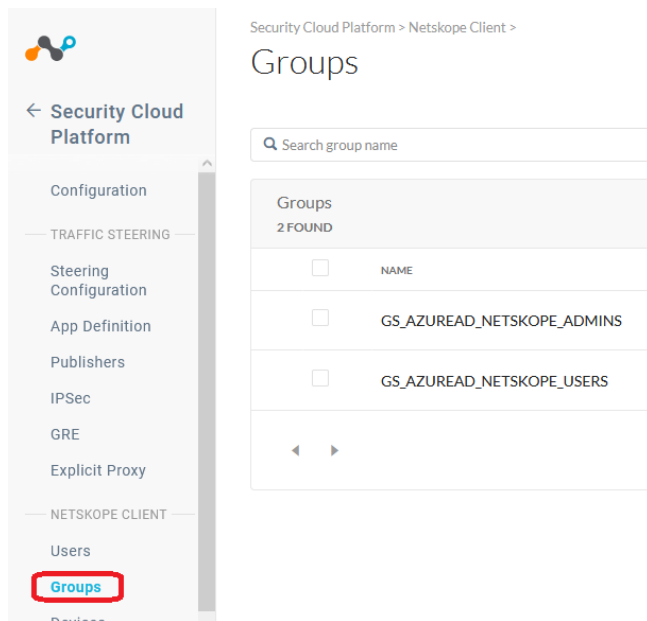 Security Cloud Platform > Netskope Client >
Groups
Security Cloud
Platform
Configuration
TRAFFIC STEERING
Steering
Configuration
App Definition
Publishers
IPSec
GRE
Explicit Proxy
NETSKOPE CLIENT
Users
Groups
Devices
Search group name
Groups
2 FOUND
NAME
GS_AZUREAD_NETSKOPE_ADMINS
GS_AZUREAD_NETSKOPE_USERS